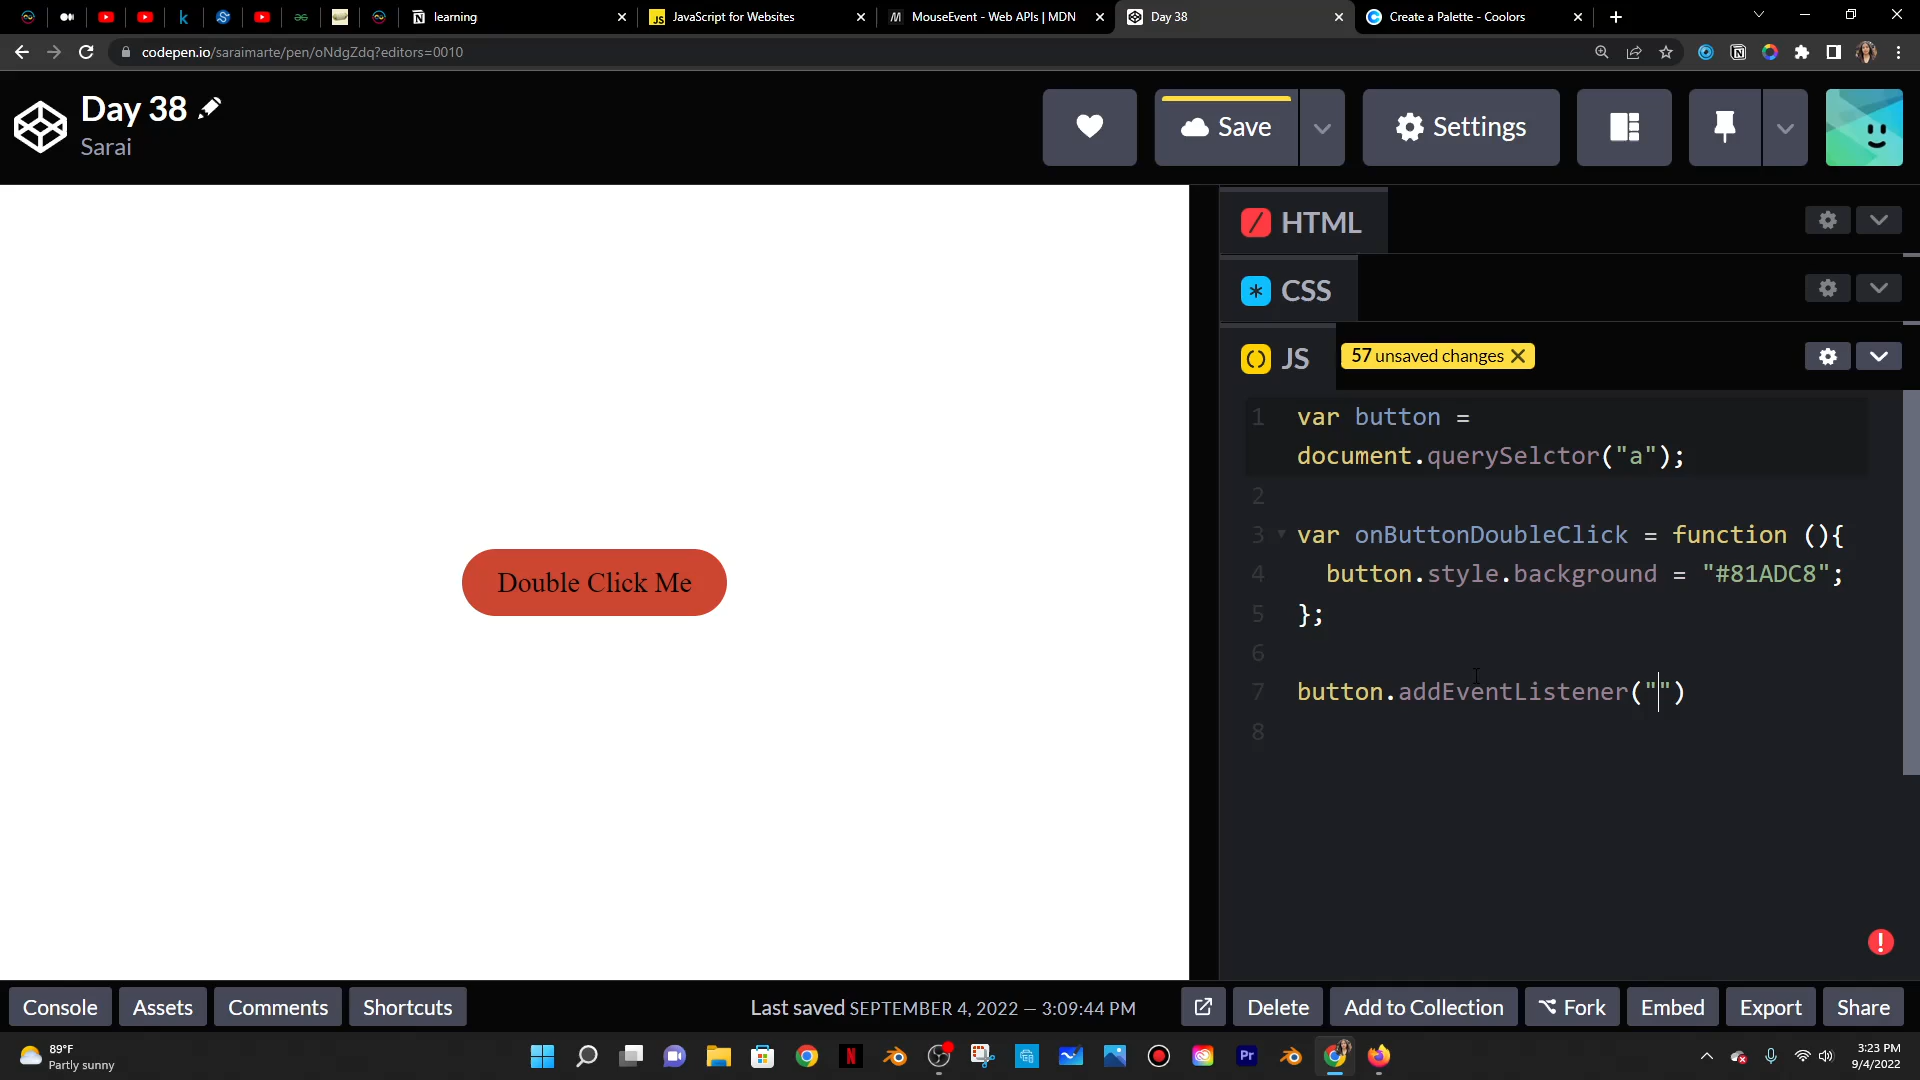 learning
JavaScript for Websites
MouseEvent - Web APIs | MDN
Day 38
Create a Palette - Coolors
codepen.io/saraimarte/pen/oNdgZdq?editors=0010
Day 38
Sarai
Save
Settings
HTML
CSS
JS
57 unsaved changes
1 var button =
document.querySelctor("a");
2
3 var onButtonDoubleClick = function (){
4 button.style.background = "#81ADC8";
5 };
6
7 button.addEventListener("")
8
Double Click Me
Console
Assets
Comments
Shortcuts
Last saved SEPTEMBER 4, 2022 — 3:09:44 PM
Delete
Add to Collection
Fork
Embed
Export
Share
89°F
Partly sunny
3:23 PM
9/4/2022